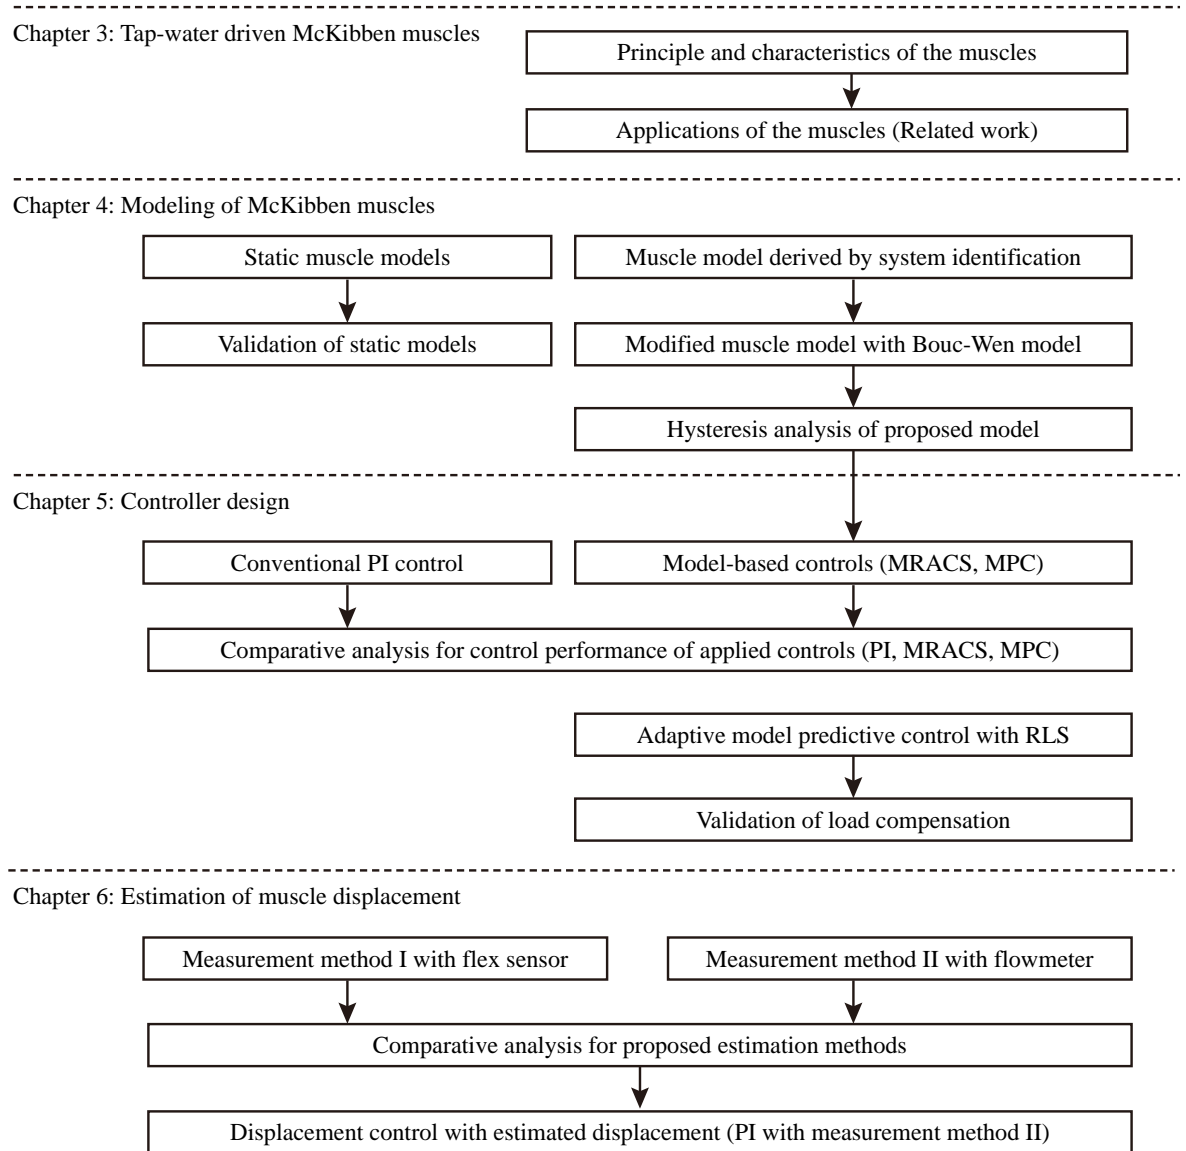 Chapter 3: Tap-water driven McKibben muscles
Principle and characteristics of the muscles
Applications of the muscles (Related work)
Chapter 4: Modeling of McKibben muscles
Static muscle models
Muscle model derived by system identification
Validation of static models
Modified muscle model with Bouc-Wen model
Hysteresis analysis of proposed model
Chapter 5: Controller design
Conventional PI control
Model-based controls (MRACS, MPC)
Comparative analysis for control performance of applied controls (PI, MRACS, MPC)
Adaptive model predictive control with RLS
Validation of load compensation
Chapter 6: Estimation of muscle displacement
Measurement method I with flex sensor
Measurement method II with flowmeter
Comparative analysis for proposed estimation methods
Displacement control with estimated displacement (PI with measurement method II)